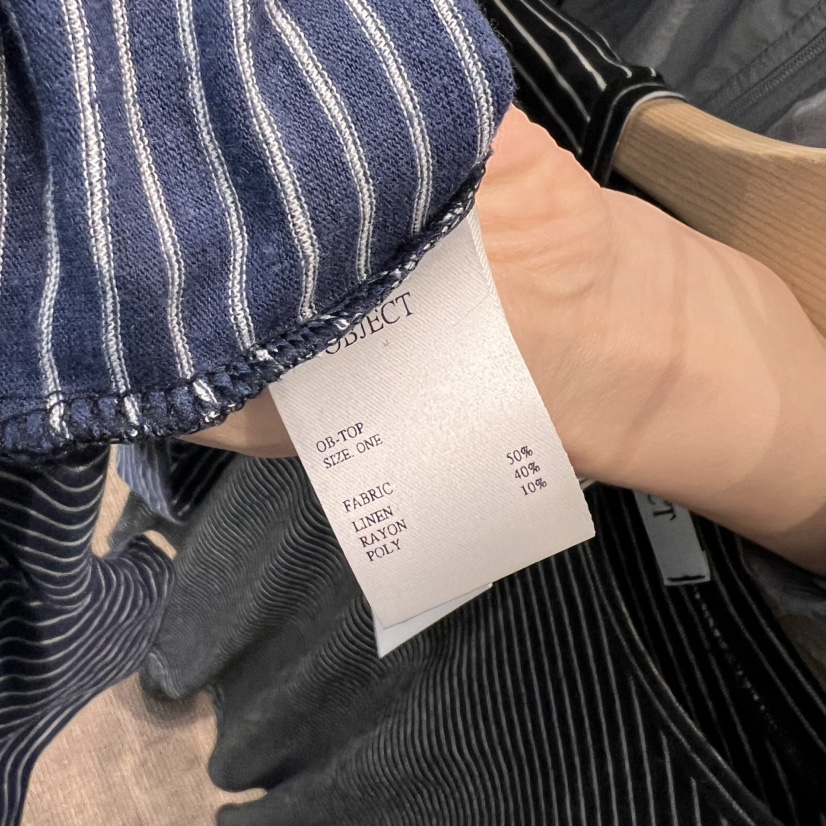 OBJECT
OB-TOP
SIZE. ONE
FABRIC
LINEN 50%
RAYON 40%
POLY 10%